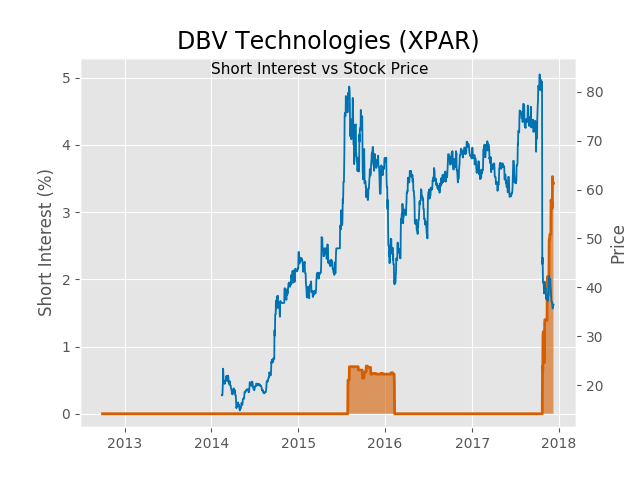 DBV Technologies (XPAR)
Short Interest vs Stock Price
Short Interest (%)
5
4
3
2
1
0
80
70
60
50
40
30
20
Price
2013 2014 2015 2016 2017 2018